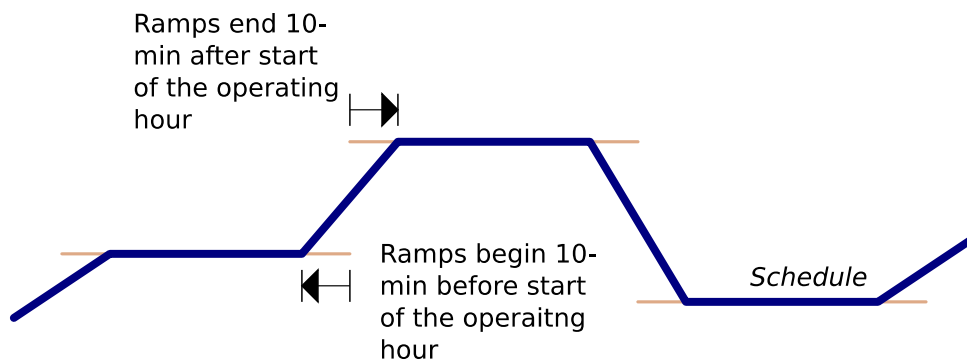 Ramps end 10-
min after start
of the operating
hour
Ramps begin 10-
min before start
of the operaitng
hour
Schedule